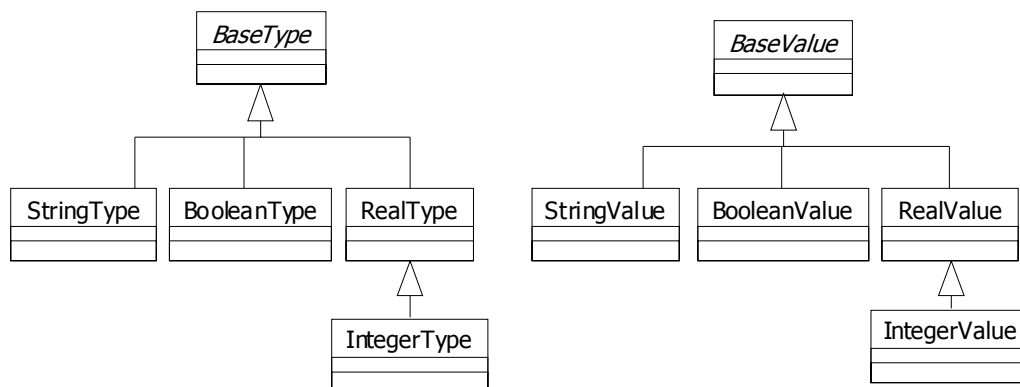 BaseType
BaseValue
StringType
BooleanType
RealType
StringValue
BooleanValue
RealValue
IntegerType
IntegerValue